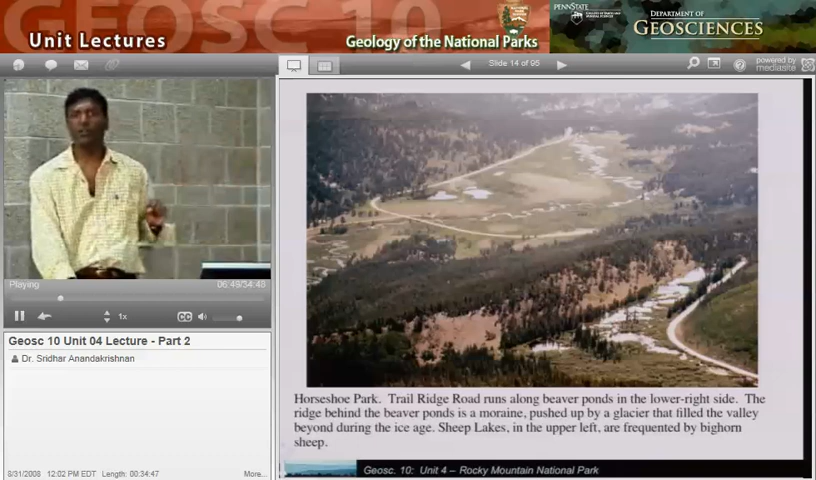 GEOSC 10
Unit Lectures
Geology of the National Parks
PENNSTATE
DEPARTMENT OF
GEOSCIENCES
Slide 14 of 95
powered by
mediasite
Playing
06:49/34:48
1x
CC
Geosc 10 Unit 04 Lecture - Part 2
Dr. Sridhar Anandakrishnan
8/31/2008 12:02 PM EDT Length: 00:34:47
More...
Horseshoe Park. Trail Ridge Road runs along beaver ponds in the lower-right side. The
ridge behind the beaver ponds is a moraine, pushed up by a glacier that filled the valley
beyond during the ice age. Sheep Lakes, in the upper left, are frequented by bighorn
sheep.
Geosc. 10: Unit 4 – Rocky Mountain National Park